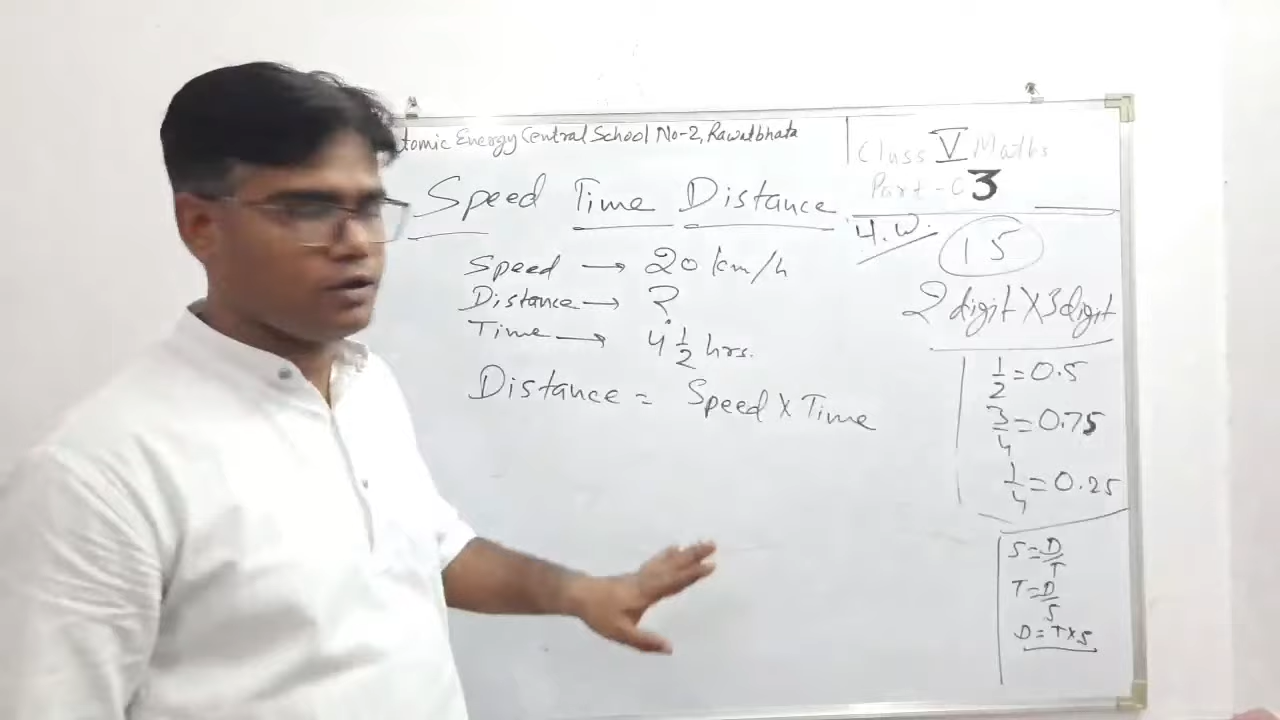 tomic Energy Central School No-2, Rawatbhata
Class V Maths
Part-C 3
Speed Time Distance
H.W.
15
2 digit X 3 digit
Speed → 20 km/h
Distance → ?
Time → 4 1/2 hrs.
Distance = Speed X Time
1/2 = 0.5
3/4 = 0.75
1/4 = 0.25
S = D/T
T = D/S
D = T X S